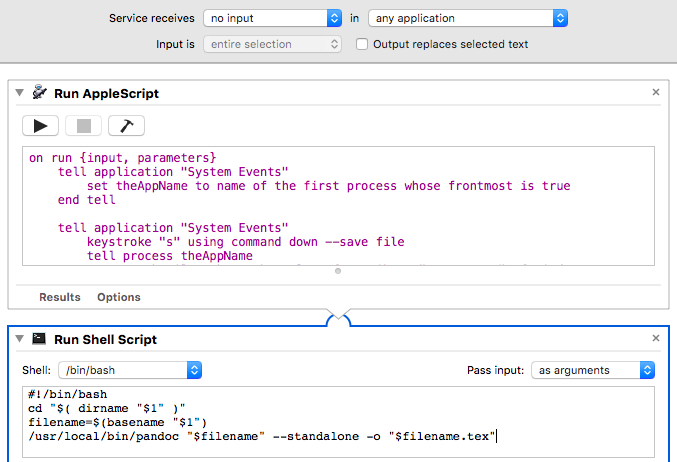 Service receives no input in any application
Input is entire selection Output replaces selected text
Run AppleScript
on run {input, parameters}
tell application "System Events"
set theAppName to name of the first process whose frontmost is true
end tell
tell application "System Events"
keystroke "s" using command down --save file
tell process theAppName
Results Options
Run Shell Script
Shell: /bin/bash Pass input: as arguments
#!/bin/bash
cd "$( dirname "$1" )"
filename=$(basename "$1")
/usr/local/bin/pandoc "$filename" --standalone -o "$filename.tex"